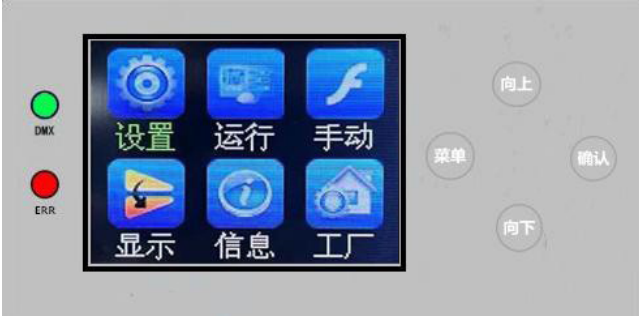 DMX
ERR
设置 运行 手动
显示 信息 工厂
向上
菜单 确认
向下